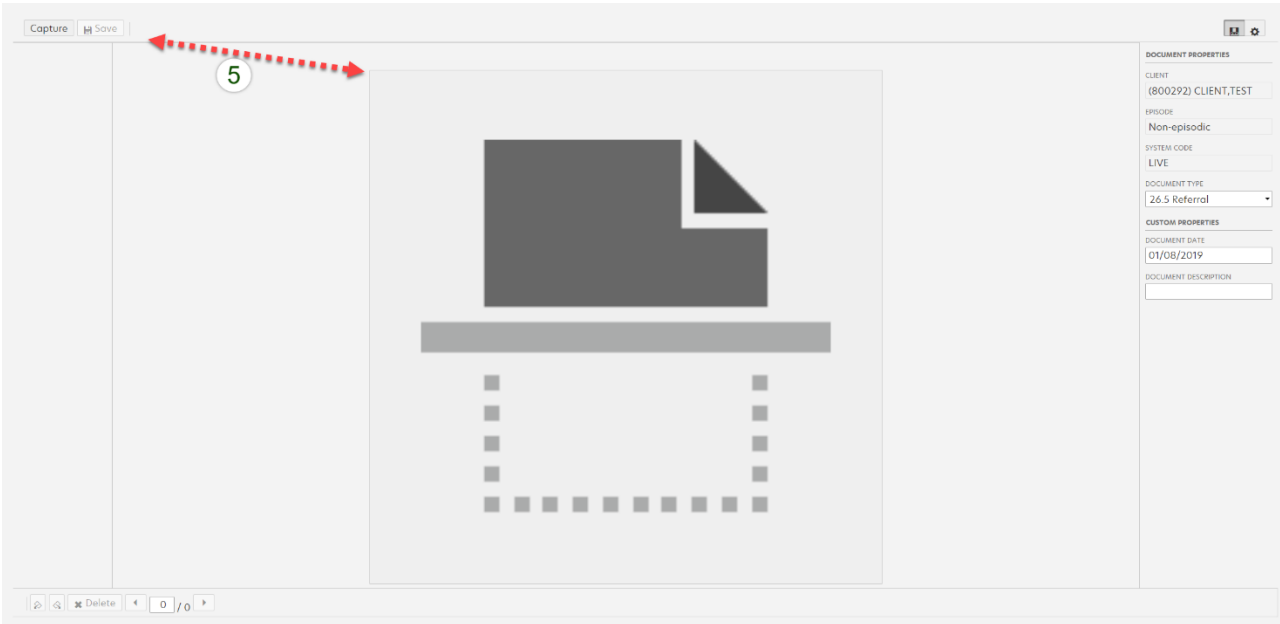 Capture Save
5
DOCUMENT PROPERTIES
CLIENT
(800292) CLIENT,TEST
EPISODE
Non-episodic
SYSTEM CODE
LIVE
DOCUMENT TYPE
26.5 Referral
CUSTOM PROPERTIES
DOCUMENT DATE
01/08/2019
DOCUMENT DESCRIPTION
Delete 0 / 0